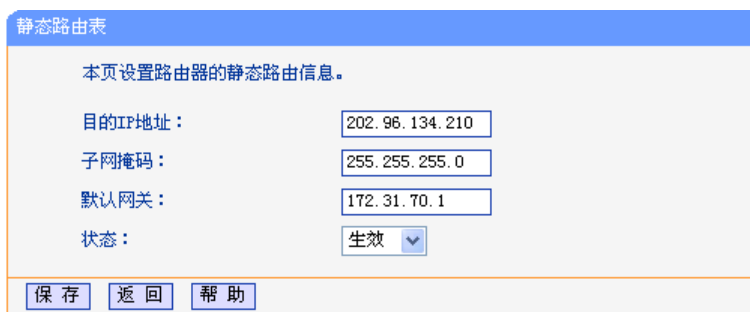 静态路由表
本页设置路由器的静态路由信息。
目的IP地址： 202.96.134.210
子网掩码： 255.255.255.0
默认网关： 172.31.70.1
状态： 生效
保 存 返 回 帮 助